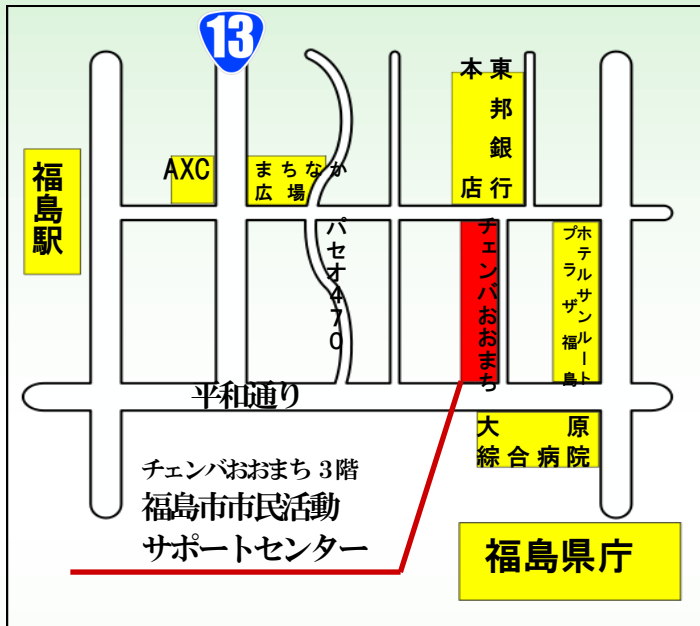 13
東邦銀行
本店
福島駅
AXC
まちなか
広場
パセオ470
チェンバおおまち
ホテルサンルート
プラザ福島
平和通り
大原
綜合病院
チェンバおおまち 3階
福島市市民活動
サポートセンター
福島県庁